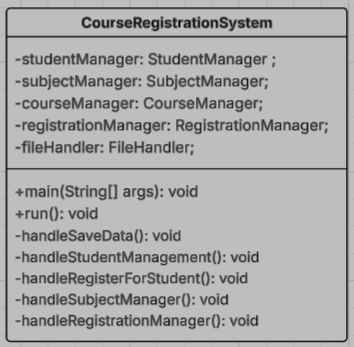 CourseRegistrationSystem
-studentManager: StudentManager ;
-subjectManager: SubjectManager;
-courseManager: CourseManager;
-registrationManager: RegistrationManager;
-fileHandler: FileHandler;
+main(String[] args): void
+run(): void
-handleSaveData(): void
-handleStudentManagement(): void
-handleRegisterForStudent(): void
-handleSubjectManager(): void
-handleRegistrationManager(): void